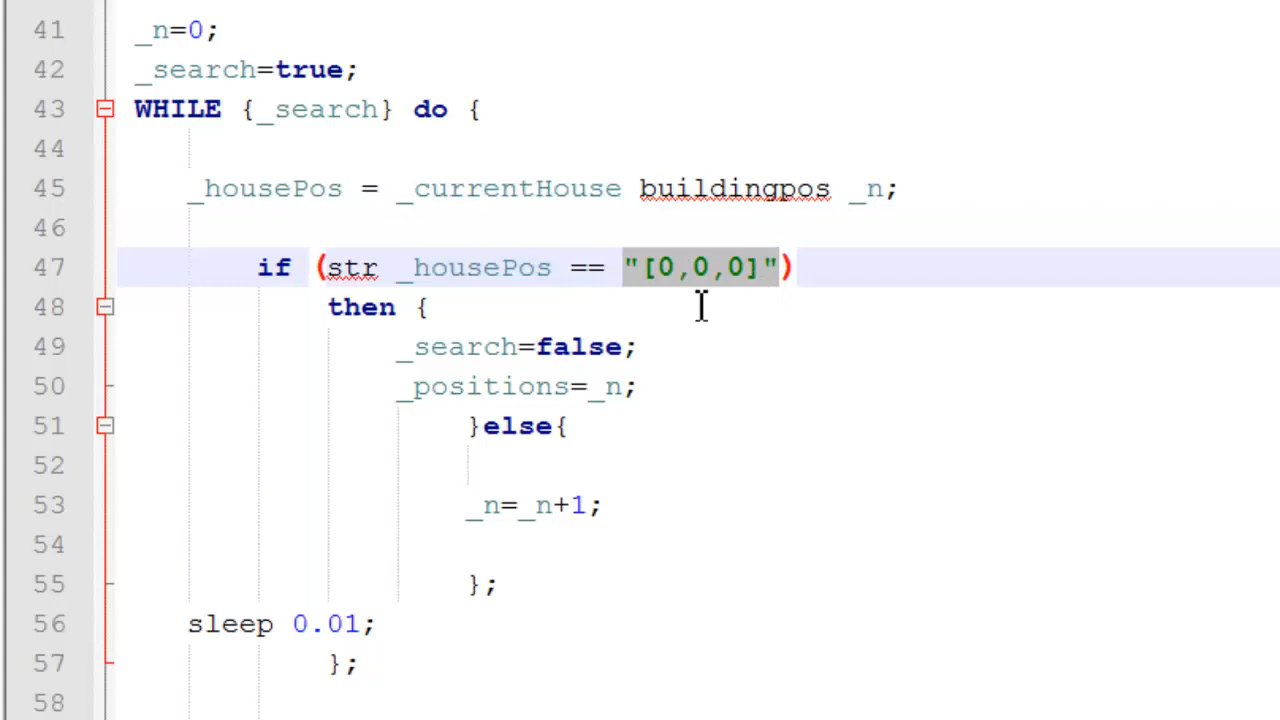 41 _n=0;
42 _search=true;
43 WHILE {_search} do {
44
45 _housePos = _currentHouse buildingpos _n;
46
47 if (str _housePos == "[0,0,0]")
48 then {
49 _search=false;
50 _positions=_n;
51 }else{
52
53 _n=_n+1;
54
55 };
56 sleep 0.01;
57 };
58